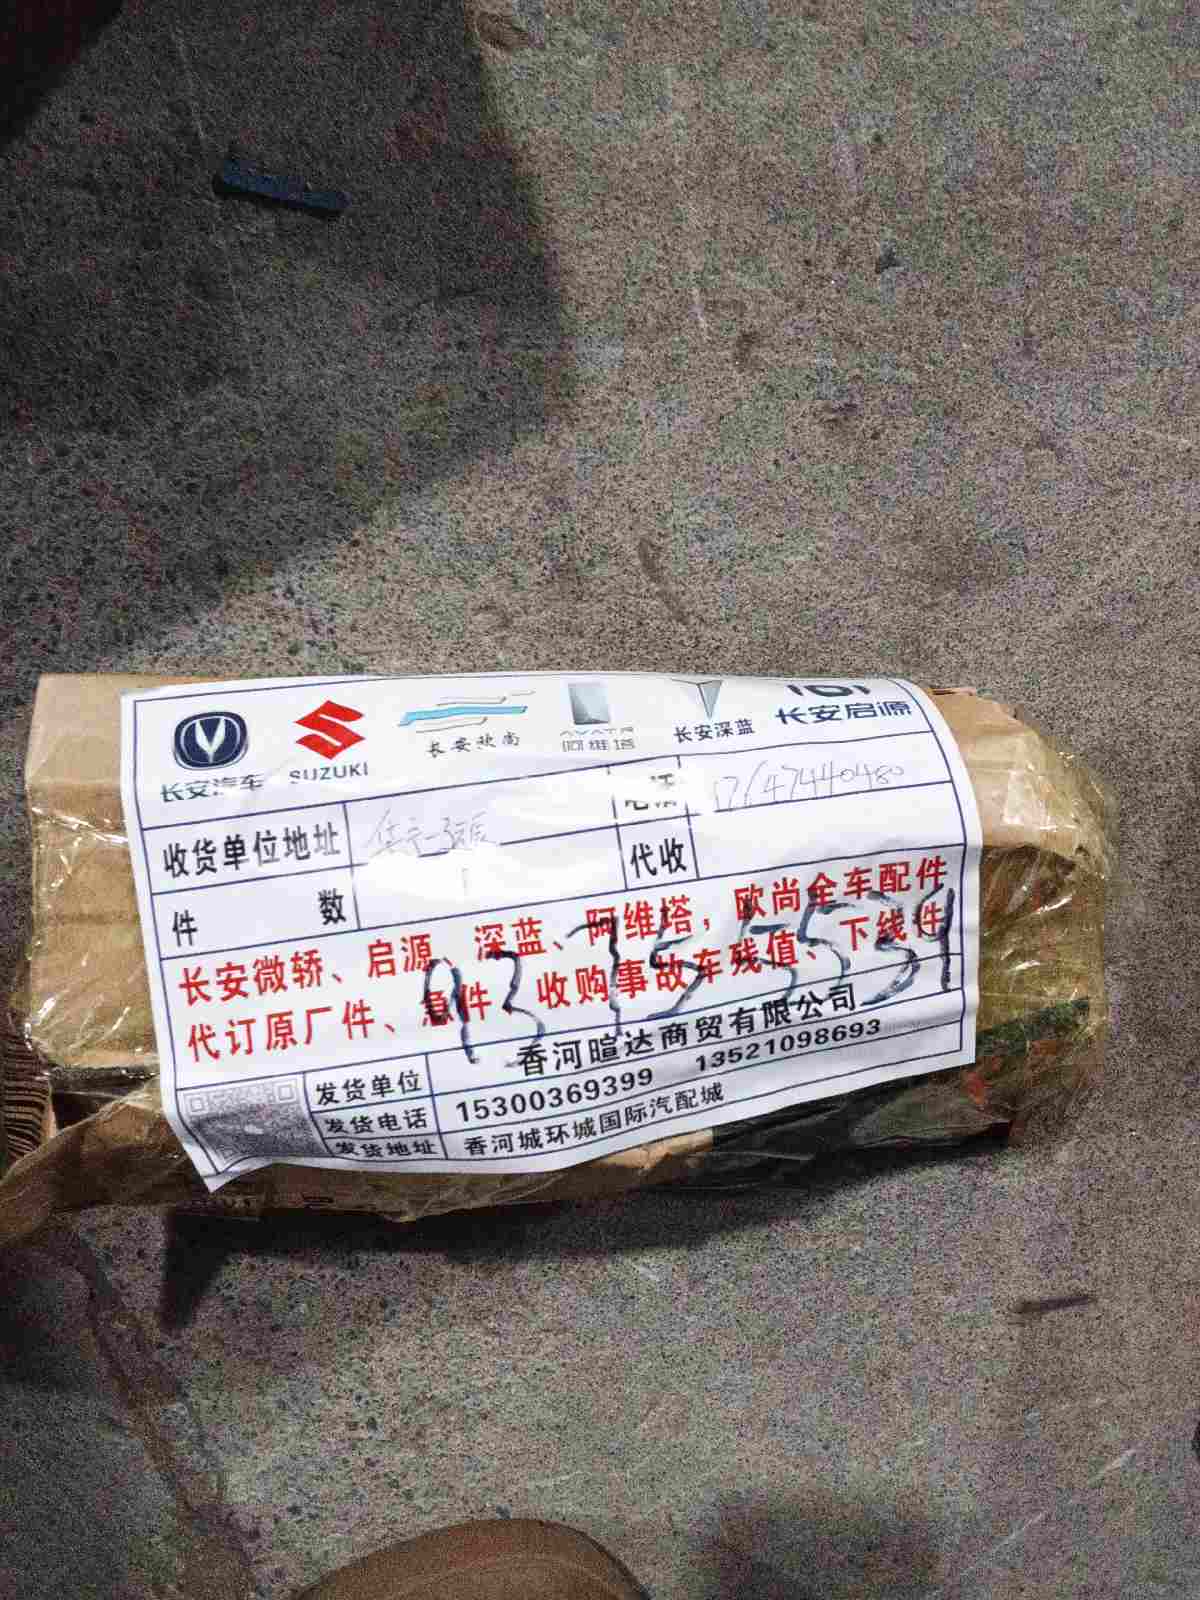 长安汽车 SUZUKI 长安欧尚 AVATR 阿维塔 长安深蓝 长安启源
收货单位地址 电话 17647440480
件数 1 代收
长安微轿、启源、深蓝、阿维塔，欧尚全车配件
代订原厂件、急件 收购事故车残值、下线件
发货单位 香河暄达商贸有限公司
发货电话 15300369399 13521098693
发货地址 香河城环城国际汽配城